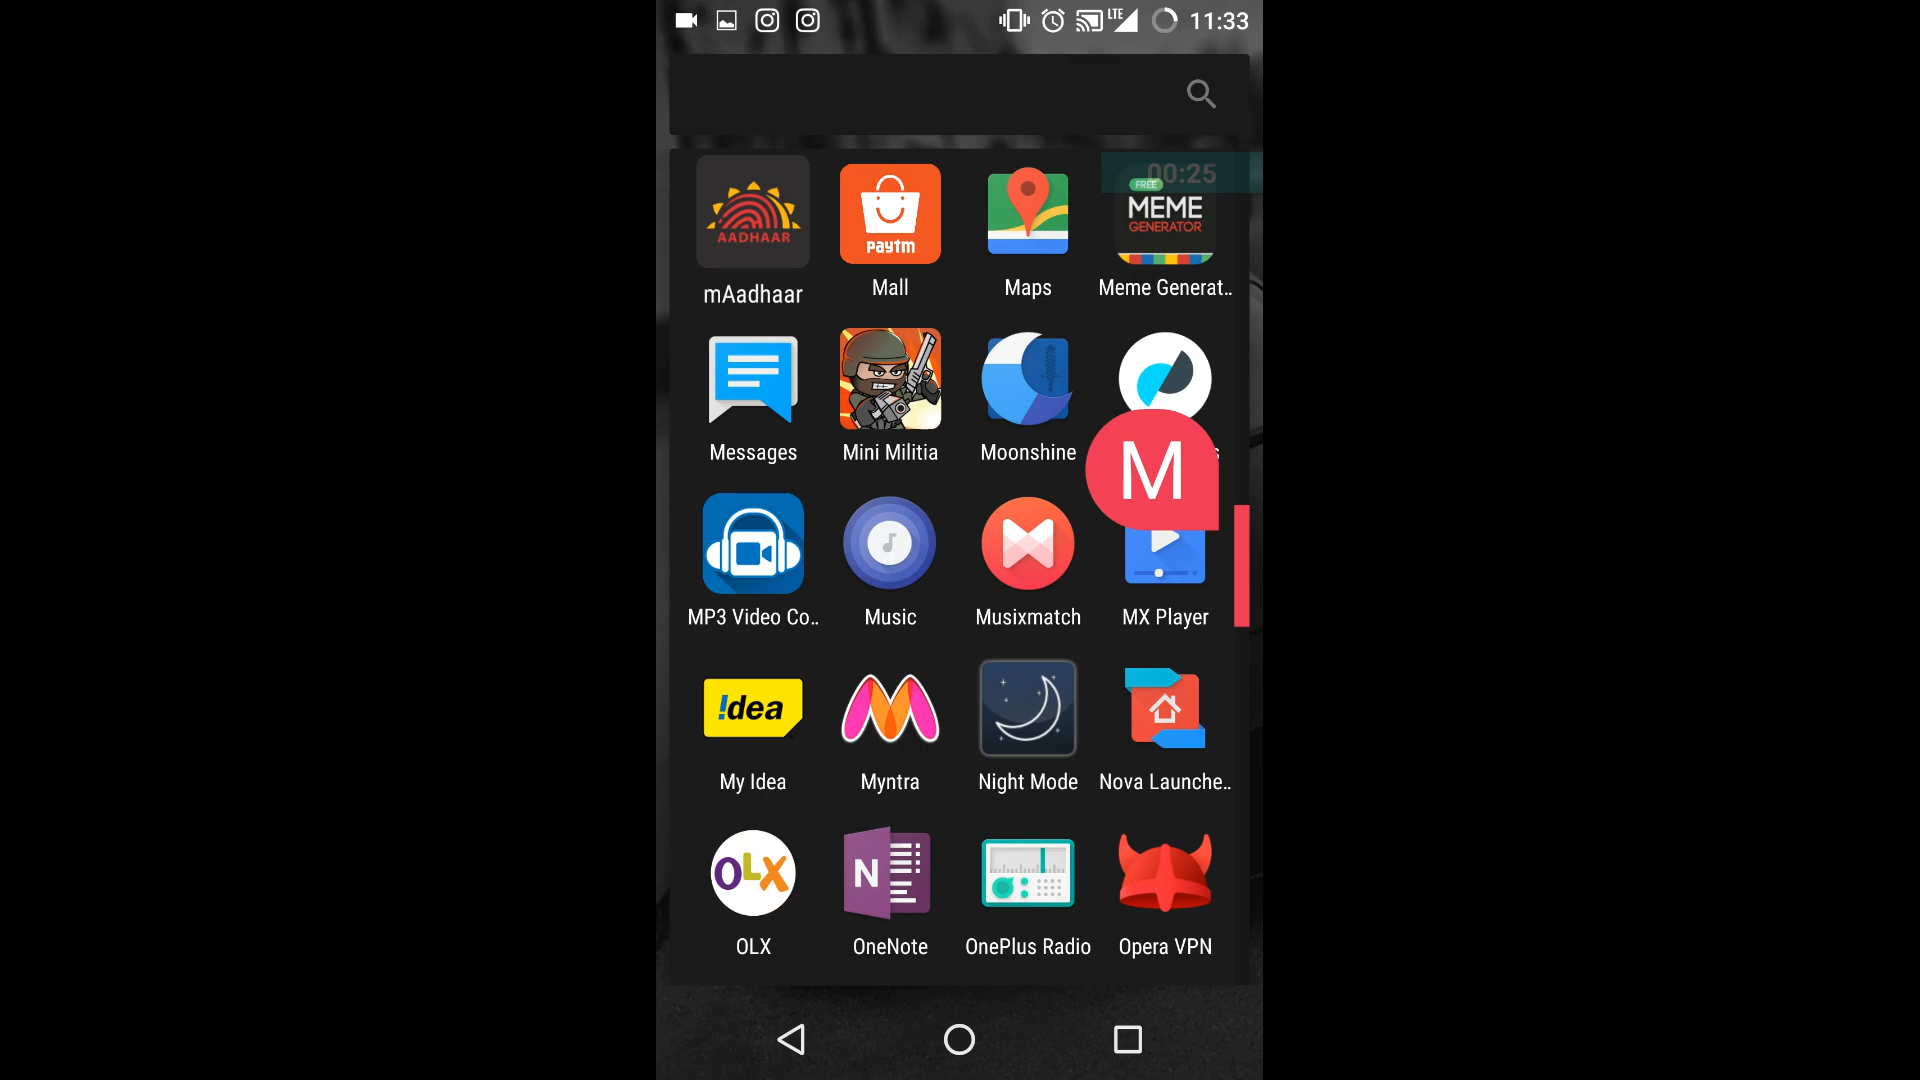 LTE 11:33
00:25
AADHAAR
paytm
FREE
MEME
GENERATOR
mAadhaar Mall Maps Meme Generat..
Messages Mini Militia Moonshine s
M
MP3 Video Co.. Music Musixmatch MX Player
!dea
My Idea Myntra Night Mode Nova Launche..
OLX N
OLX OneNote OnePlus Radio Opera VPN